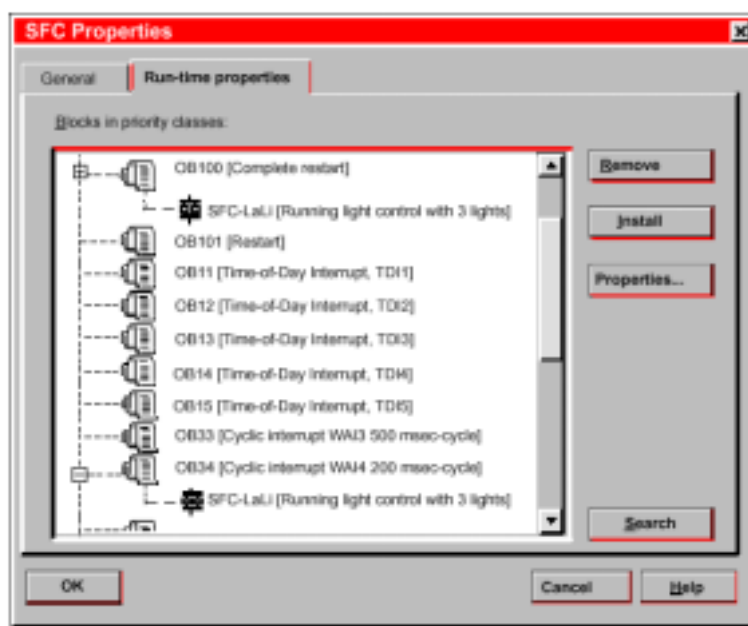 SFC Properties
General
Run-time properties
Blocks in priority classes:
OB100 [Complete restart]
SFC-LaLi [Running light control with 3 lights]
OB101 [Restart]
OB11 [Time-of-Day Interrupt, TDI1]
OB12 [Time-of-Day Interrupt, TDI2]
OB13 [Time-of-Day Interrupt, TDI3]
OB14 [Time-of-Day Interrupt, TDI4]
OB15 [Time-of-Day Interrupt, TDI5]
OB33 [Cyclic interrupt WAI3 500 msec-cycle]
OB34 [Cyclic interrupt WAI4 200 msec-cycle]
SFC-LaLi [Running light control with 3 lights]
Remove
Install
Properties...
Search
OK
Cancel
Help